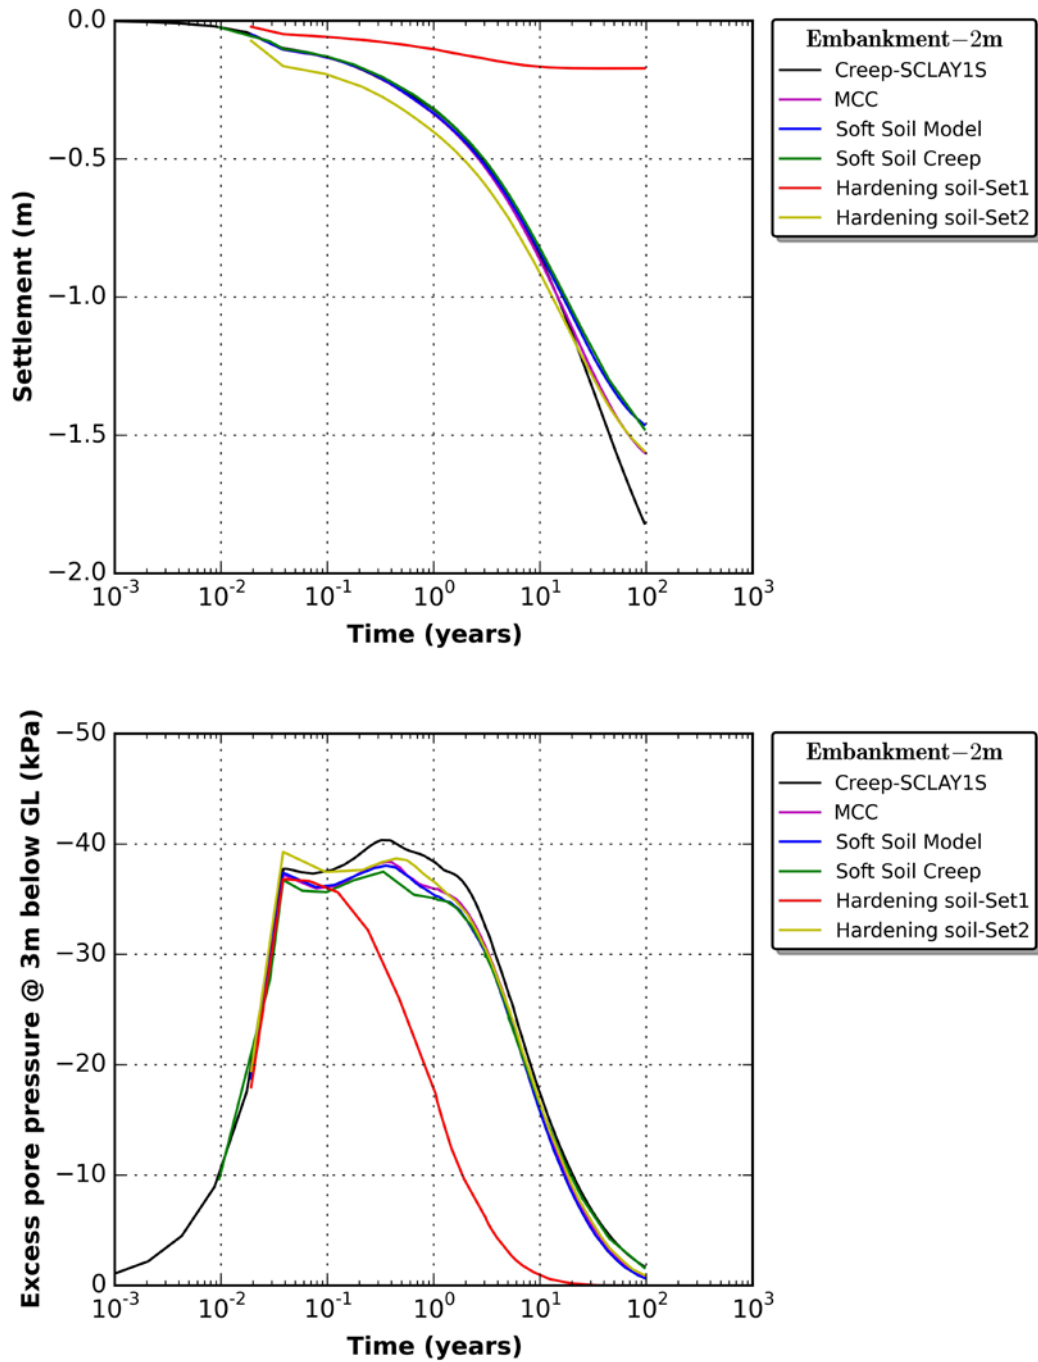 0.0
−0.5
−1.0
−1.5
−2.0
Settlement (m)
10⁻³ 10⁻² 10⁻¹ 10⁰ 10¹ 10² 10³
Time (years)
Embankment−2m
Creep-SCLAY1S
MCC
Soft Soil Model
Soft Soil Creep
Hardening soil-Set1
Hardening soil-Set2
−50
−40
−30
−20
−10
0
Excess pore pressure @ 3m below GL (kPa)
10⁻³ 10⁻² 10⁻¹ 10⁰ 10¹ 10² 10³
Time (years)
Embankment−2m
Creep-SCLAY1S
MCC
Soft Soil Model
Soft Soil Creep
Hardening soil-Set1
Hardening soil-Set2